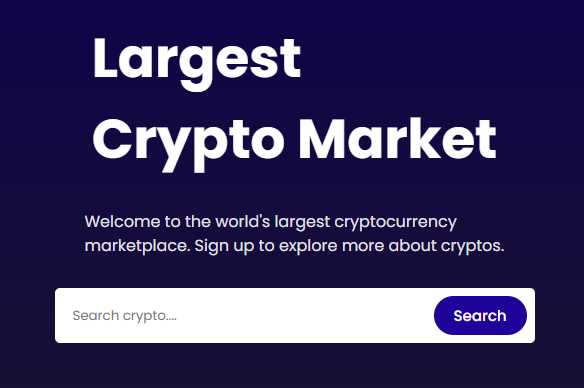 Largest
Crypto Market
Welcome to the world's largest cryptocurrency
marketplace. Sign up to explore more about cryptos.
Search crypto.... Search